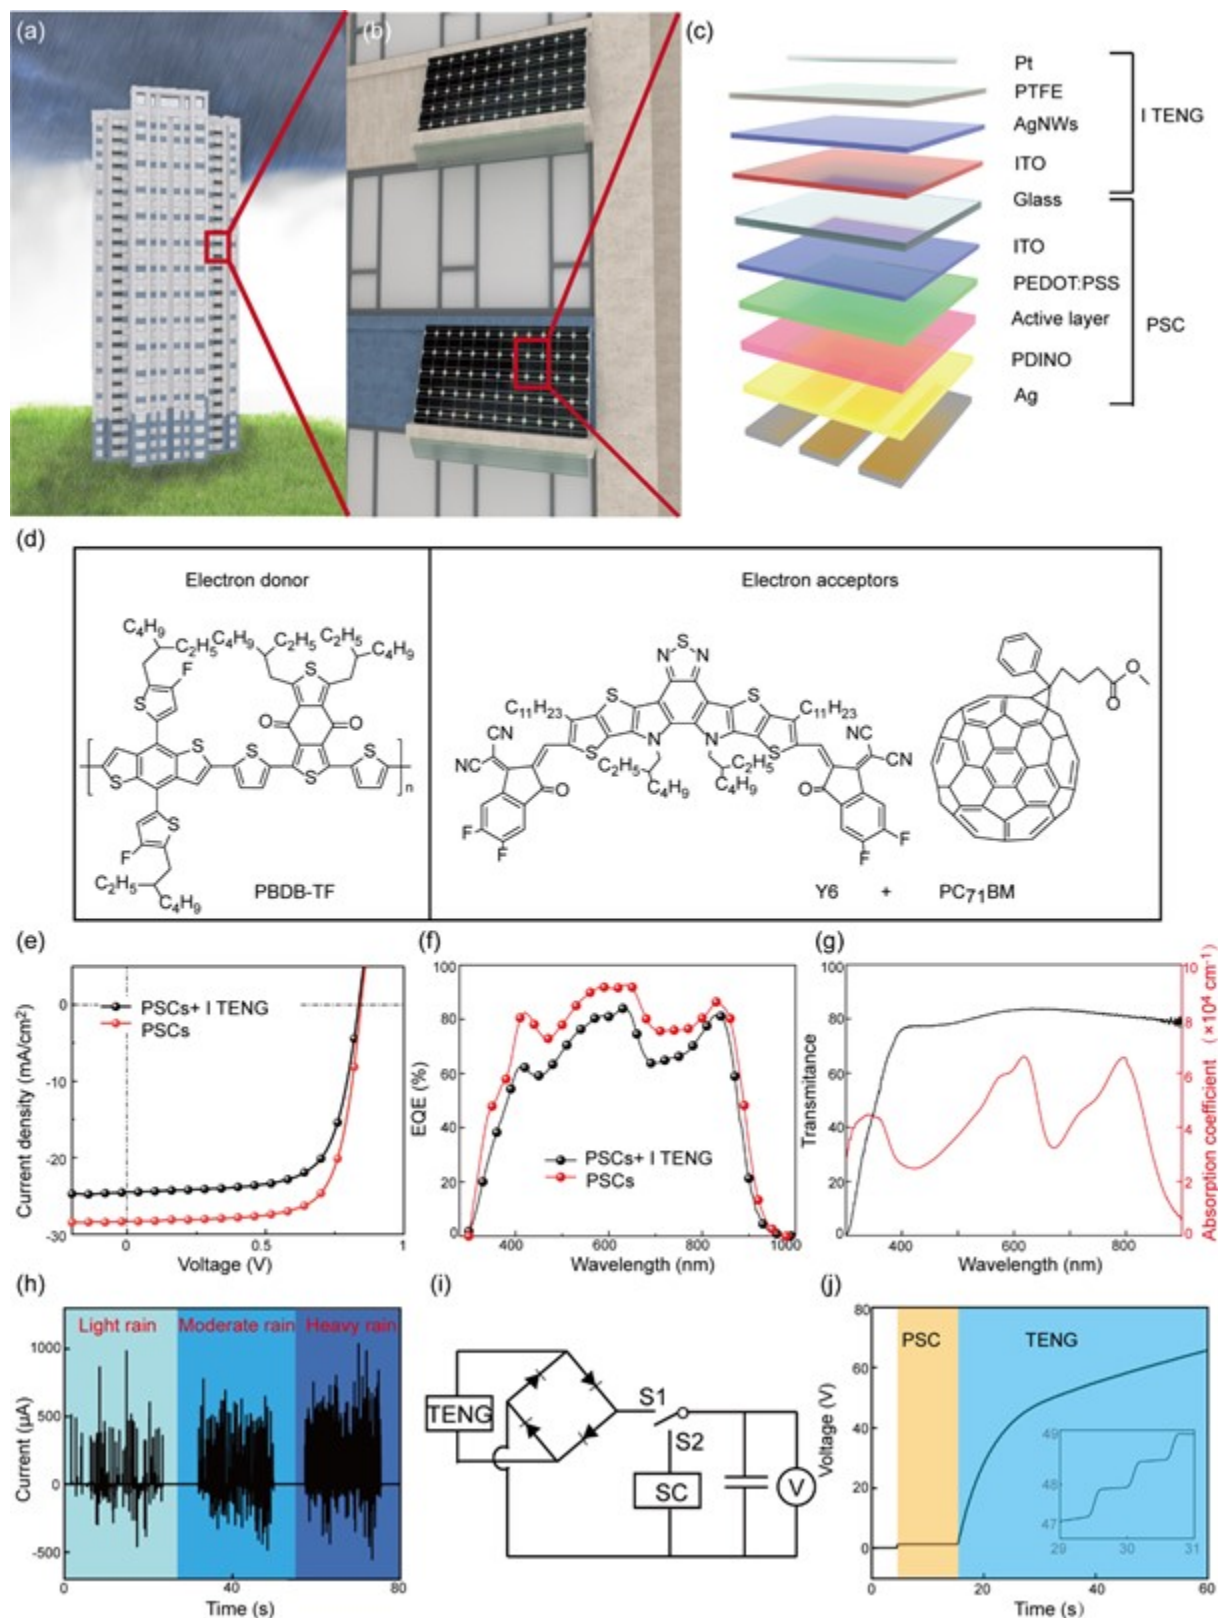 (a)
(b)
(c)
Pt
PTFE
AgNWs
ITO
Glass
ITO
PEDOT:PSS
Active layer
PDINO
Ag
I TENG
PSC
(d)
Electron donor
C4H9
C2H5
C4H9
C2H5
C2H5
C4H9
F
S
S
O
O
S
S
S
S
S
n
S
F
C2H5
C4H9
PBDB-TF
Electron acceptors
S
N
N
S
S
C11H23
C11H23
CN
NC
S
N
N
S
CN
CN
O
C2H5
C4H9
C2H5
C4H9
O
F
F
F
F
O
O
Y6 + PC71BM
(e)
Current density (mA/cm2)
0
-10
-20
-30
PSCs+ I TENG
PSCs
0
0.5
1
Voltage (V)
(f)
EQE (%)
100
80
60
40
20
0
PSCs+ I TENG
PSCs
400
600
800
1000
Wavelength (nm)
(g)
Transmitance
100
80
60
40
20
0
400
600
800
Wavelength (nm)
10
8
6
4
2
0
Absorption coefficient (×10⁴ cm⁻¹)
(h)
Light rain
Moderate rain
Heavy rain
Current (µA)
1000
500
0
-500
0
40
80
Time (s)
(i)
TENG
S1
S2
SC
V
(j)
PSC
TENG
Voltage (V)
80
60
40
20
0
49
48
47
29
30
31
0
20
40
60
Time (s)